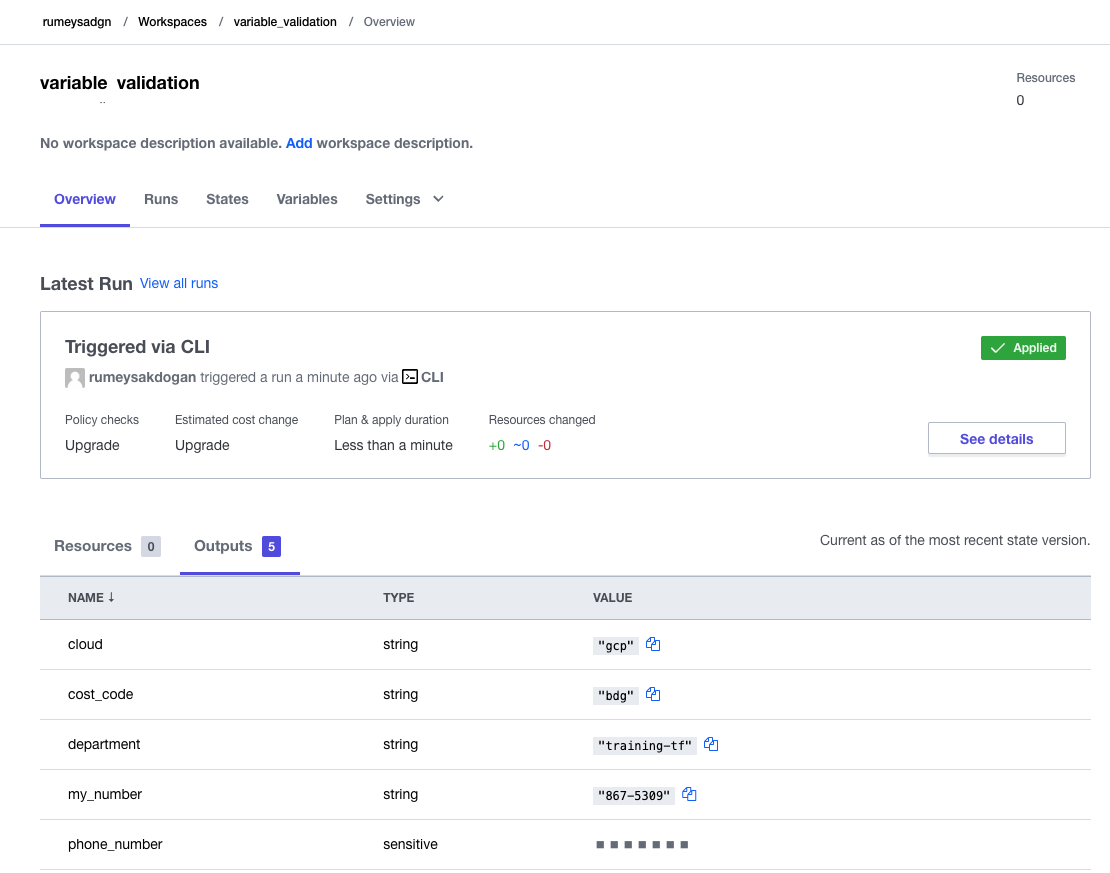 rumeysadgn / Workspaces / variable_validation / Overview
variable_validation
Resources
0
No workspace description available. Add workspace description.
Overview Runs States Variables Settings
Latest Run View all runs
Triggered via CLI
Applied
rumeysakdogan triggered a run a minute ago via CLI
Policy checks Estimated cost change Plan & apply duration Resources changed
Upgrade Upgrade Less than a minute +0 ~0 -0
See details
Resources 0 Outputs 5
Current as of the most recent state version.
NAME ↓ TYPE VALUE
cloud string "gcp"
cost_code string "bdg"
department string "training-tf"
my_number string "867-5309"
phone_number sensitive